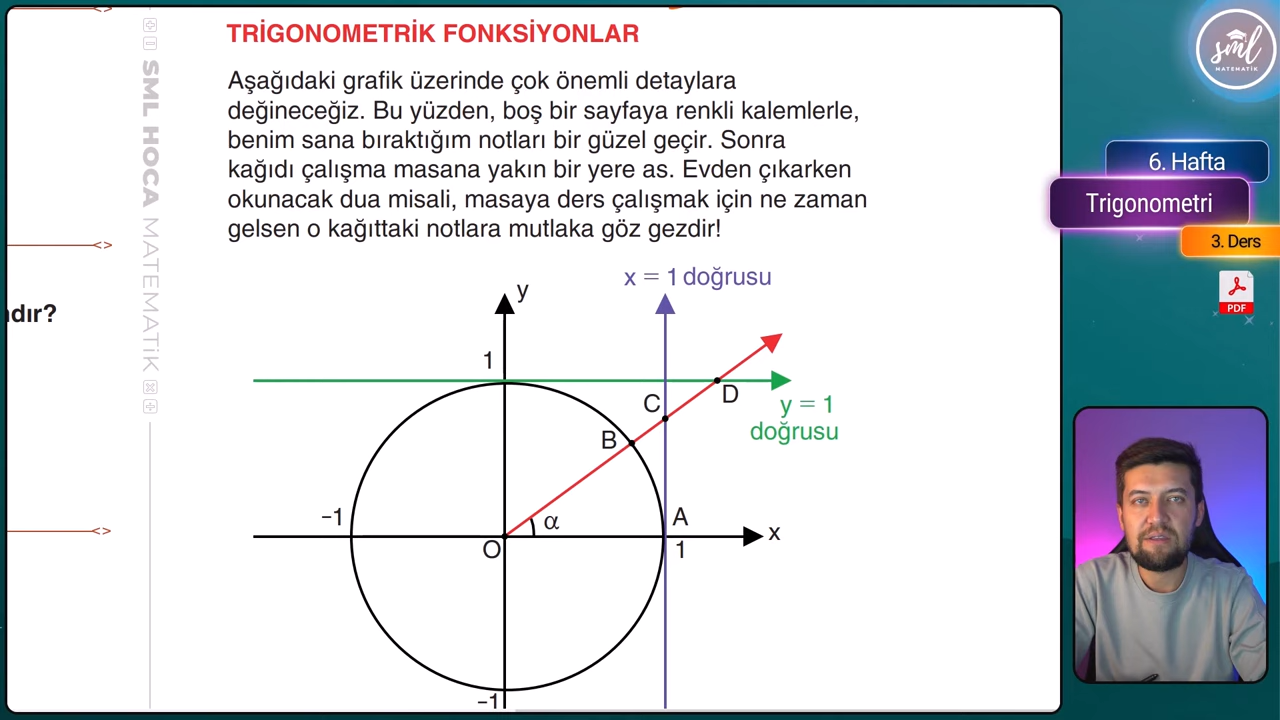 TRİGONOMETRİK FONKSİYONLAR
Aşağıdaki grafik üzerinde çok önemli detaylara
değineceğiz. Bu yüzden, boş bir sayfaya renkli kalemlerle,
benim sana bıraktığım notları bir güzel geçir. Sonra
kağıdı çalışma masana yakın bir yere as. Evden çıkarken
okunacak dua misali, masaya ders çalışmak için ne zaman
gelsen o kağıttaki notlara mutlaka göz gezdir!
x = 1 doğrusu
y
1
C
D
y = 1
doğrusu
B
-1
α
A
x
O
1
-1
SML HOCA MATEMATİK
ndır?
sml
MATEMATİK
6. Hafta
Trigonometri
3. Ders
PDF